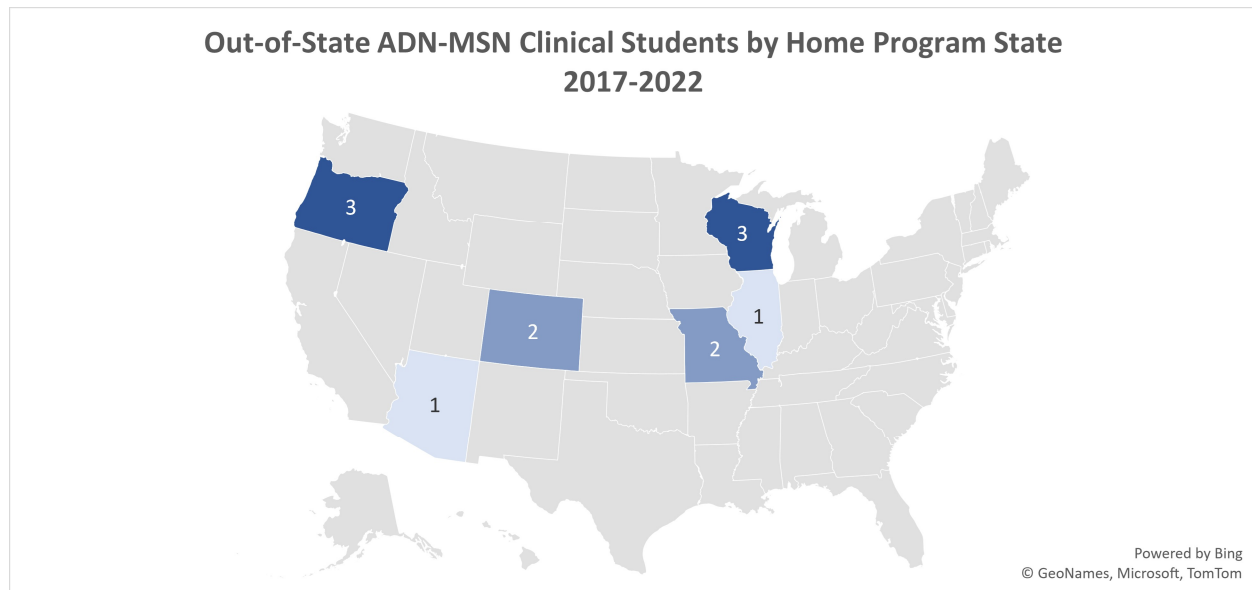 Out-of-State ADN-MSN Clinical Students by Home Program State
2017-2022
3
3
1
2
2
1
Powered by Bing
© GeoNames, Microsoft, TomTom